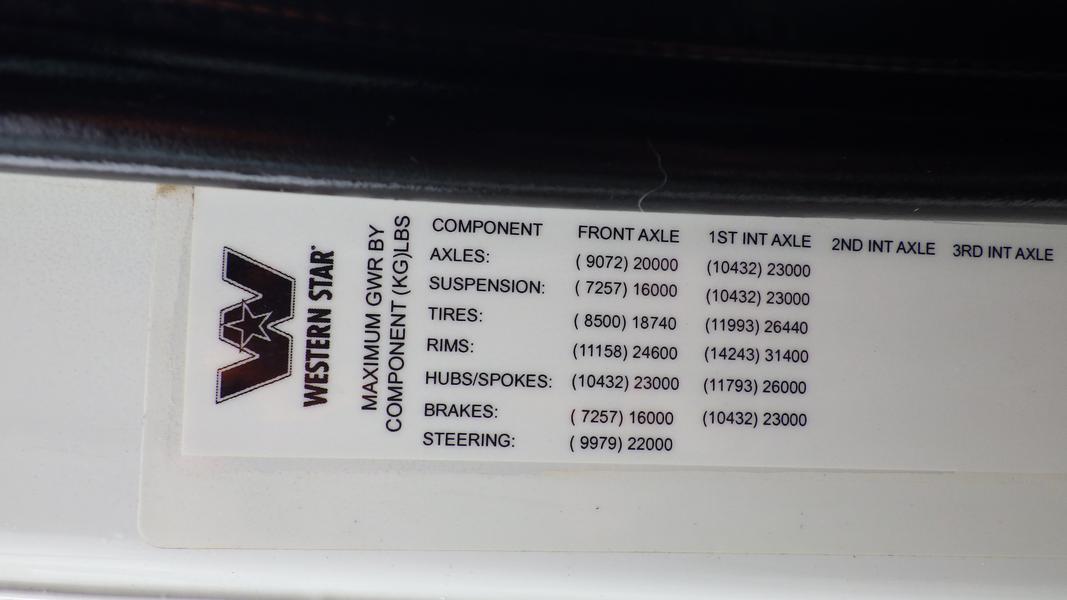 WESTERN STAR
MAXIMUM GWR BY
COMPONENT (KG)LBS
COMPONENT FRONT AXLE 1ST INT AXLE 2ND INT AXLE 3RD INT AXLE
AXLES: ( 9072) 20000 (10432) 23000
SUSPENSION: ( 7257) 16000 (10432) 23000
TIRES: ( 8500) 18740 (11993) 26440
RIMS: (11158) 24600 (14243) 31400
HUBS/SPOKES: (10432) 23000 (11793) 26000
BRAKES: ( 7257) 16000 (10432) 23000
STEERING: ( 9979) 22000